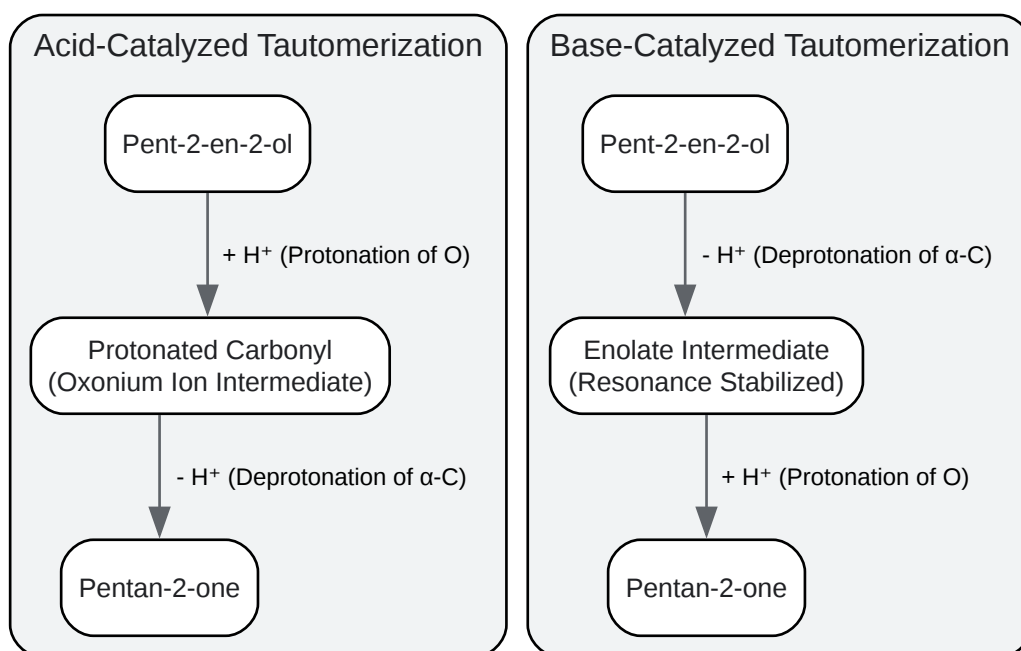 Acid-Catalyzed Tautomerization
Pent-2-en-2-ol
+ H⁺ (Protonation of O)
Protonated Carbonyl
(Oxonium Ion Intermediate)
- H⁺ (Deprotonation of α-C)
Pentan-2-one
Base-Catalyzed Tautomerization
Pent-2-en-2-ol
- H⁺ (Deprotonation of α-C)
Enolate Intermediate
(Resonance Stabilized)
+ H⁺ (Protonation of O)
Pentan-2-one